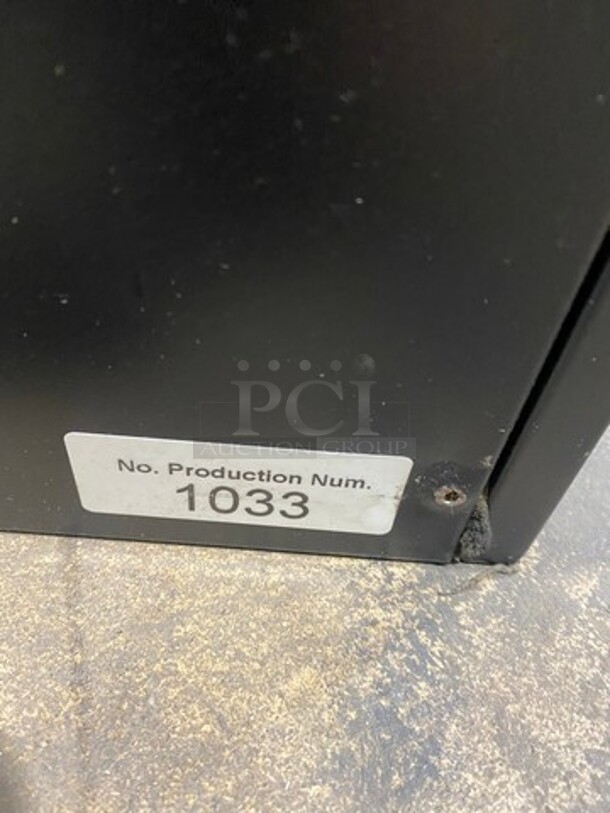 PCI
AUCTION GROUP
No. Production Num.
1033